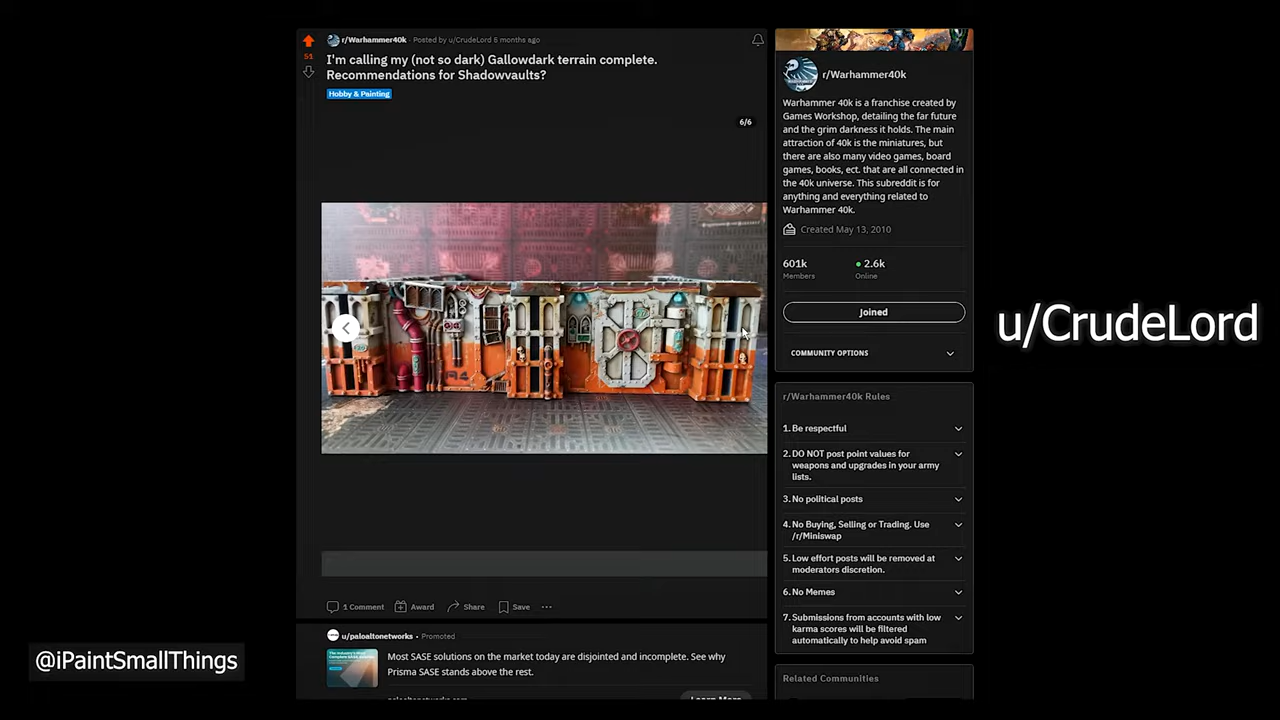 r/Warhammer40k · Posted by u/CrudeLord 5 months ago
51
I'm calling my (not so dark) Gallowdark terrain complete.
Recommendations for Shadowvaults?
Hobby & Painting
6/6
1 Comment
Award
Share
Save
u/paloaltonetworks · Promoted
Most SASE solutions on the market today are disjointed and incomplete. See why
Prisma SASE stands above the rest.
r/Warhammer40k
Warhammer 40k is a franchise created by
Games Workshop, detailing the far future
and the grim darkness it holds. The main
attraction of 40k is the miniatures, but
there are also many video games, board
games, books, ect. that are all connected in
the 40k universe. This subreddit is for
anything and everything related to
Warhammer 40k.
Created May 13, 2010
601k
Members
2.6k
Online
Joined
COMMUNITY OPTIONS
r/Warhammer40k Rules
1. Be respectful
2. DO NOT post point values for
weapons and upgrades in your army
lists.
3. No political posts
4. No Buying, Selling or Trading. Use
/r/Miniswap
5. Low effort posts will be removed at
moderators discretion.
6. No Memes
7. Submissions from accounts with low
karma scores will be filtered
automatically to help avoid spam
Related Communities
u/CrudeLord
@iPaintSmallThings